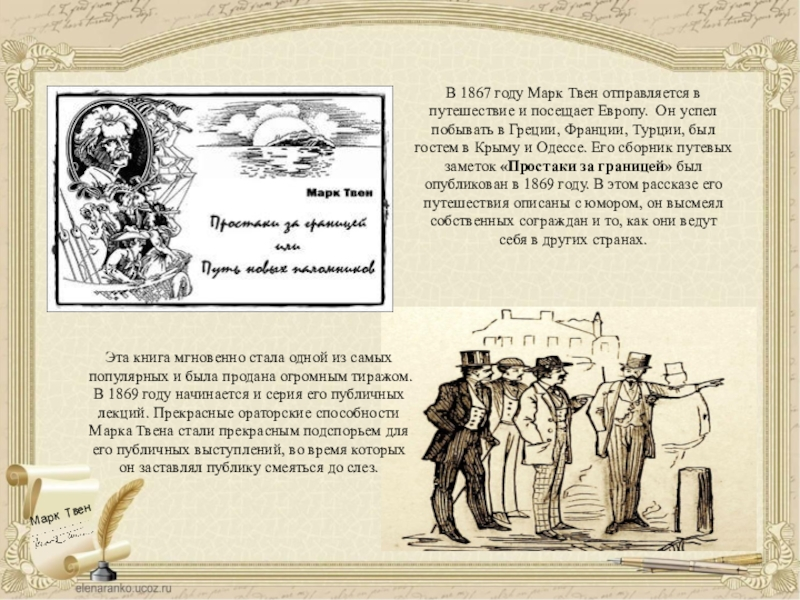 В 1867 году Марк Твен отправляется в
путешествие и посещает Европу.  Он успел
побывать в Греции, Франции, Турции, был
гостем в Крыму и Одессе. Его сборник путевых
заметок «Простаки за границей» был
опубликован в 1869 году. В этом рассказе его
путешествия описаны с юмором, он высмеял
собственных сограждан и то, как они ведут
себя в других странах.
Марк Твен
Простаки за границей
или
Путь новых паломников
Эта книга мгновенно стала одной из самых
популярных и была продана огромным тиражом.
В 1869 году начинается и серия его публичных
лекций. Прекрасные ораторские способности
Марка Твена стали прекрасным подспорьем для
его публичных выступлений, во время которых
он заставлял публику смеяться до слез.
Марк Твен
elenaranko.ucoz.ru